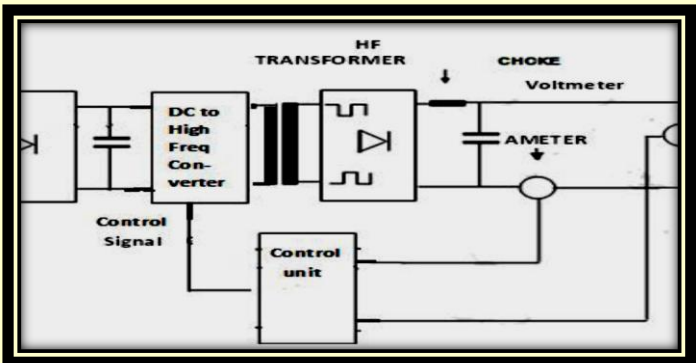 HF
TRANSFORMER
CHOKE
Voltmeter
DC to
High
Freq
Con-
verter
AMETER
Control
Signal
Control
unit